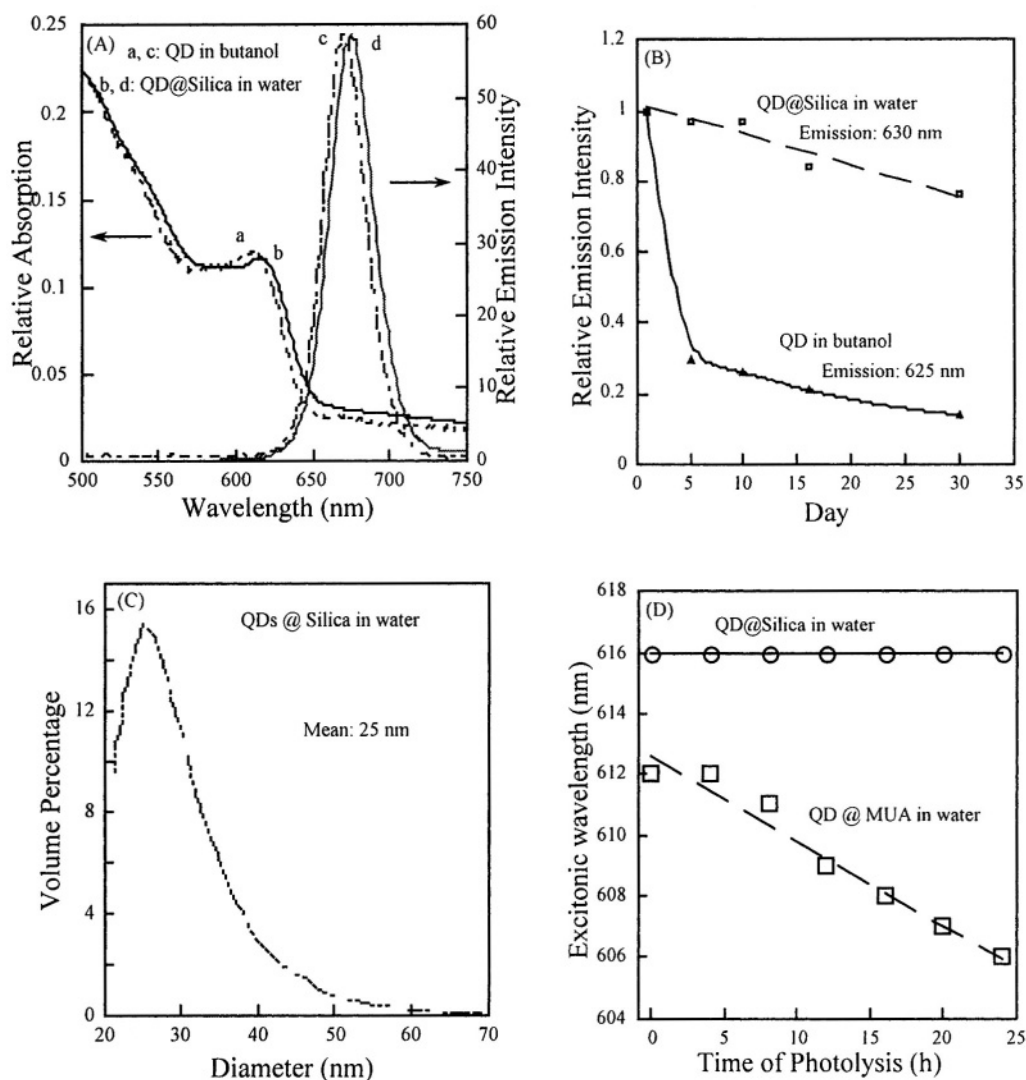 (A)
a, c: QD in butanol
b, d: QD@Silica in water
c
d
a
b
0.25
0.2
0.15
0.1
0.05
0
60
50
40
30
20
10
0
500
550
600
650
700
750
Relative Absorption
Relative Emission Intensity
Wavelength (nm)
(B)
QD@Silica in water
Emission: 630 nm
QD in butanol
Emission: 625 nm
1.2
1
0.8
0.6
0.4
0.2
0
0
5
10
15
20
25
30
35
Relative Emission Intensity
Day
(C)
QDs @ Silica in water
Mean: 25 nm
16
12
8
4
0
20
30
40
50
60
70
Volume Percentage
Diameter (nm)
(D)
QD@Silica in water
QD @ MUA in water
618
616
614
612
610
608
606
604
0
5
10
15
20
25
Excitonic wavelength (nm)
Time of Photolysis (h)